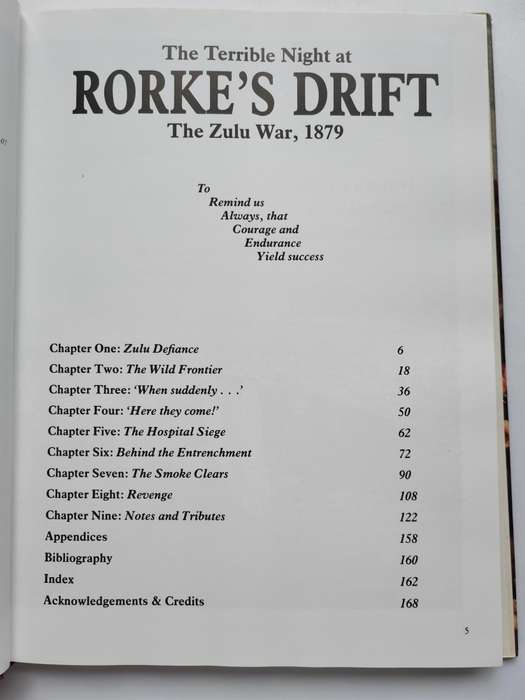 The Terrible Night at
RORKE'S DRIFT
The Zulu War, 1879
To
Remind us
Always, that
Courage and
Endurance
Yield success
Chapter One: Zulu Defiance 6
Chapter Two: The Wild Frontier 18
Chapter Three: 'When suddenly . . .' 36
Chapter Four: 'Here they come!' 50
Chapter Five: The Hospital Siege 62
Chapter Six: Behind the Entrenchment 72
Chapter Seven: The Smoke Clears 90
Chapter Eight: Revenge 108
Chapter Nine: Notes and Tributes 122
Appendices 158
Bibliography 160
Index 162
Acknowledgements & Credits 168
5